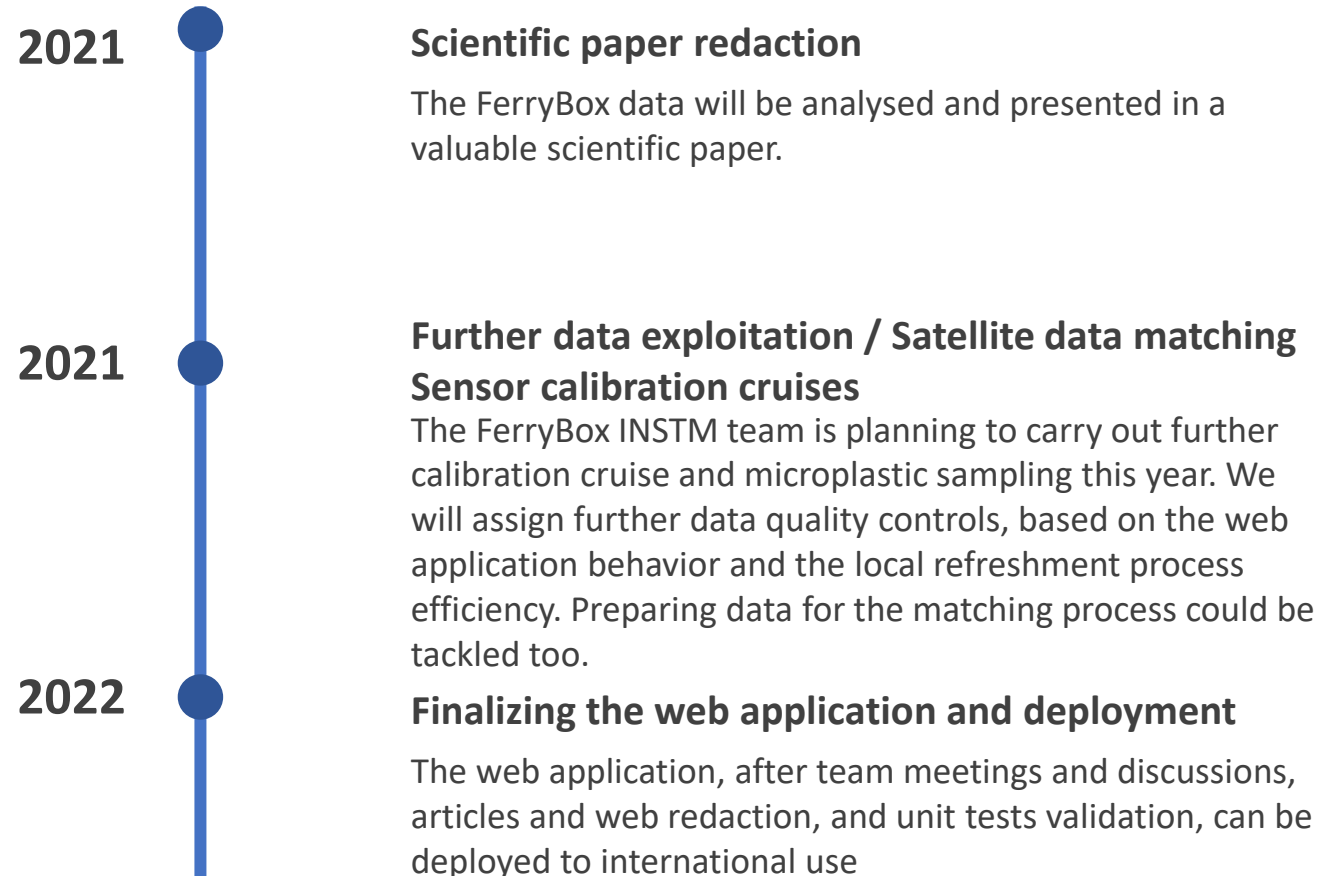 2021
Scientific paper redaction
The FerryBox data will be analysed and presented in a
valuable scientific paper.
2021
Further data exploitation / Satellite data matching
Sensor calibration cruises
The FerryBox INSTM team is planning to carry out further
calibration cruise and microplastic sampling this year. We
will assign further data quality controls, based on the web
application behavior and the local refreshment process
efficiency. Preparing data for the matching process could be
tackled too.
2022
Finalizing the web application and deployment
The web application, after team meetings and discussions,
articles and web redaction, and unit tests validation, can be
deployed to international use